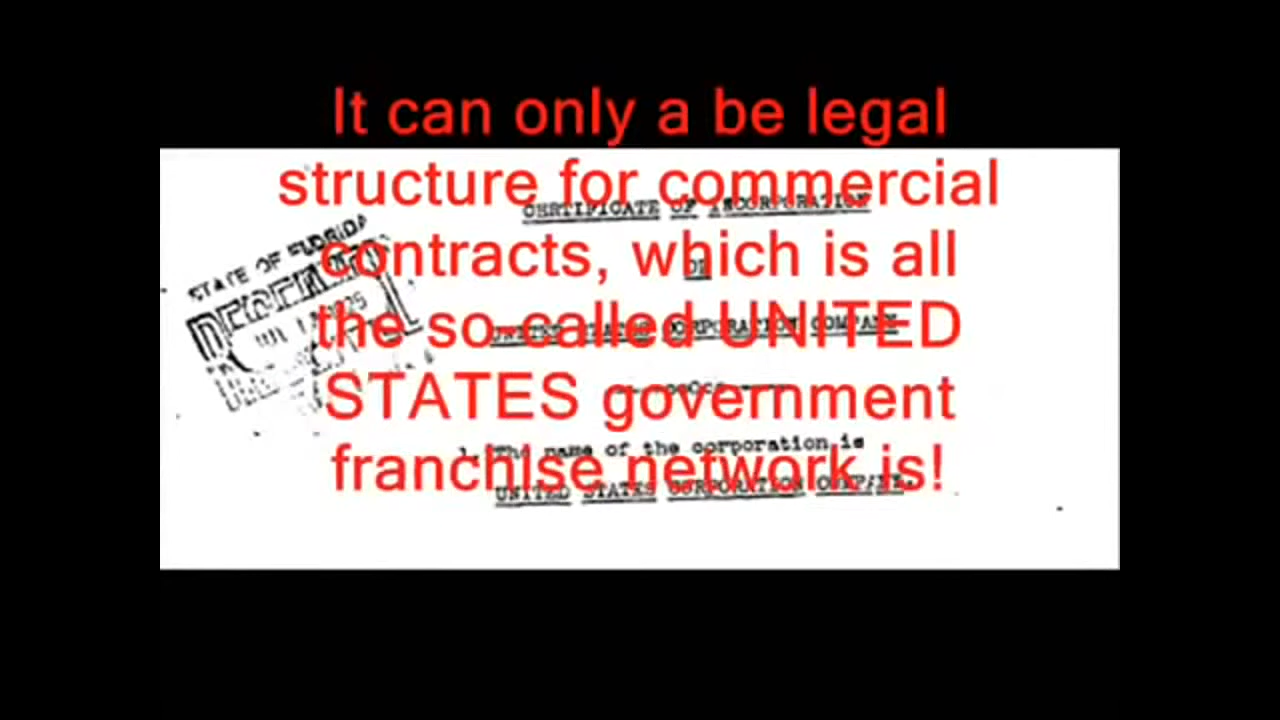 It can only a be legal
structure for commercial
CERTIFICATE OF INCORPORATION
STATE OF FLORIDA
contracts, which is all
OF
the so-called UNITED
UNITED STATES CORPORATION COMPANY
STATES government
1. The name of the corporation is
franchise network is!
UNITED STATES CORPORATION COMPANY.